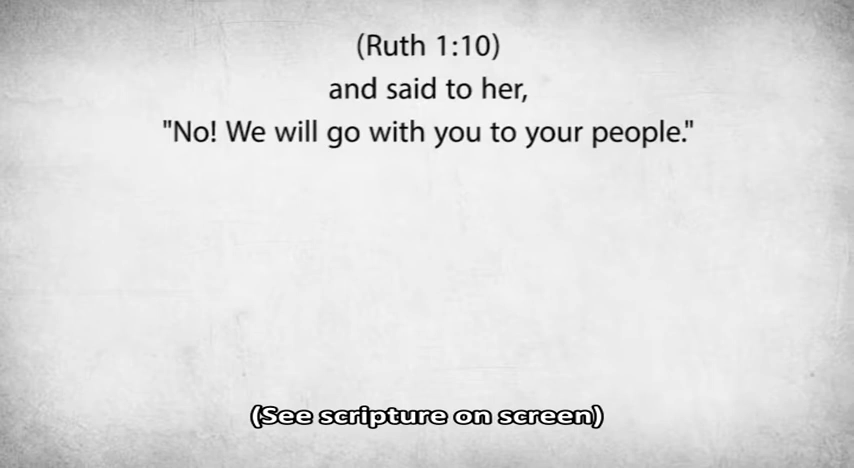 (Ruth 1:10)
and said to her,
"No! We will go with you to your people."
(See scripture on screen)